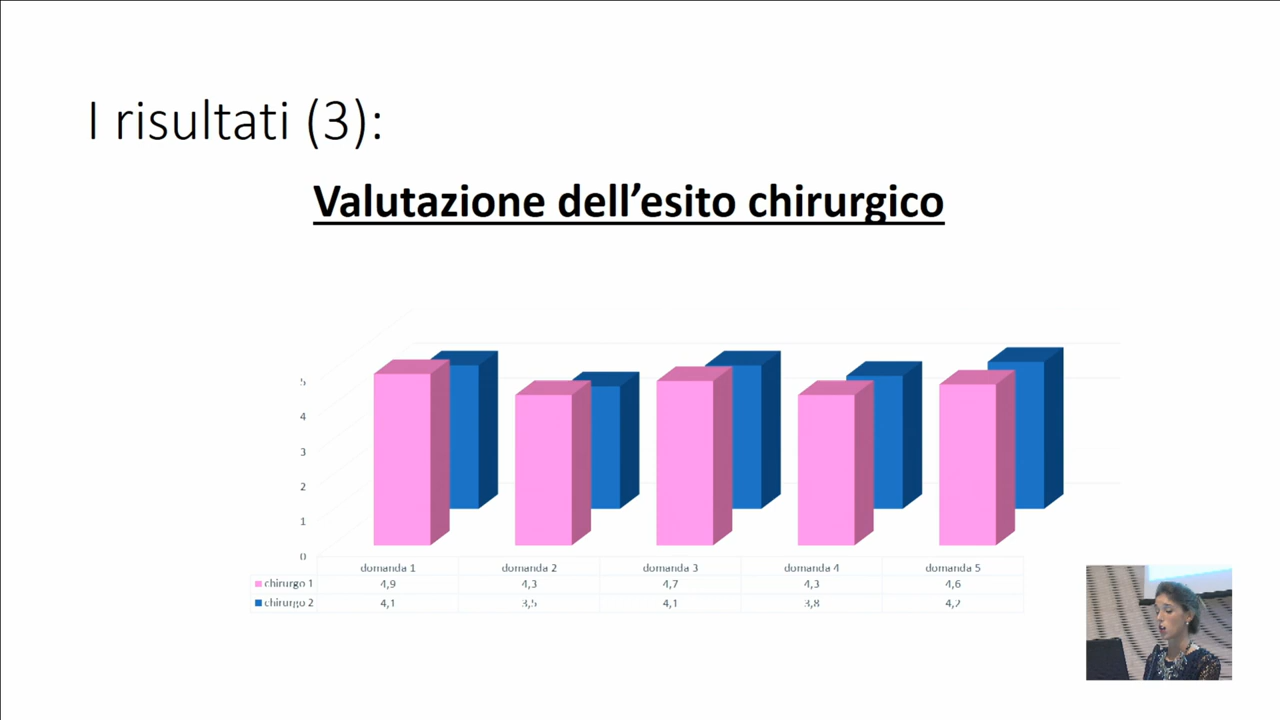 I risultati (3):
Valutazione dell’esito chirurgico
5
4
3
2
1
0
domanda 1 domanda 2 domanda 3 domanda 4 domanda 5
chirurgo 1 4,9 4,3 4,7 4,3 4,6
chirurgo 2 4,1 3,5 4,1 3,8 4,2